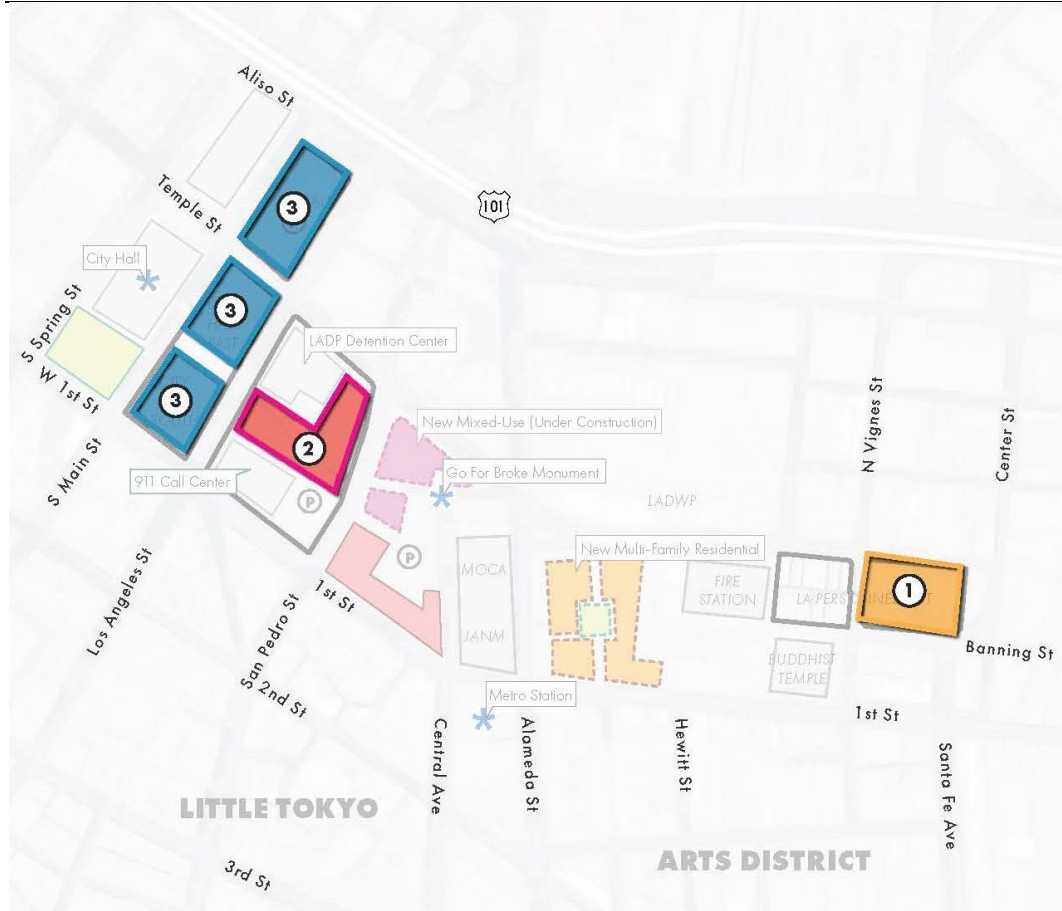 Aliso St
Temple St
3
101
City Hall
3
S Spring St
LADP Detention Center
W 1st St
3
New Mixed-Use (Under Construction)
N Vignes St
Center St
2
S Main St
911 Call Center
P
Go For Broke Monument
LADWP
New Multi-Family Residential
P
MOCA
FIRE
STATION
1
Los Angeles St
1st St
JANM
San Pedro St
Banning St
BUDDHIST
TEMPLE
2nd St
Metro Station
1st St
Central Ave
Alameda St
Hewitt St
Santa Fe Ave
LITTLE TOKYO
ARTS DISTRICT
3rd St